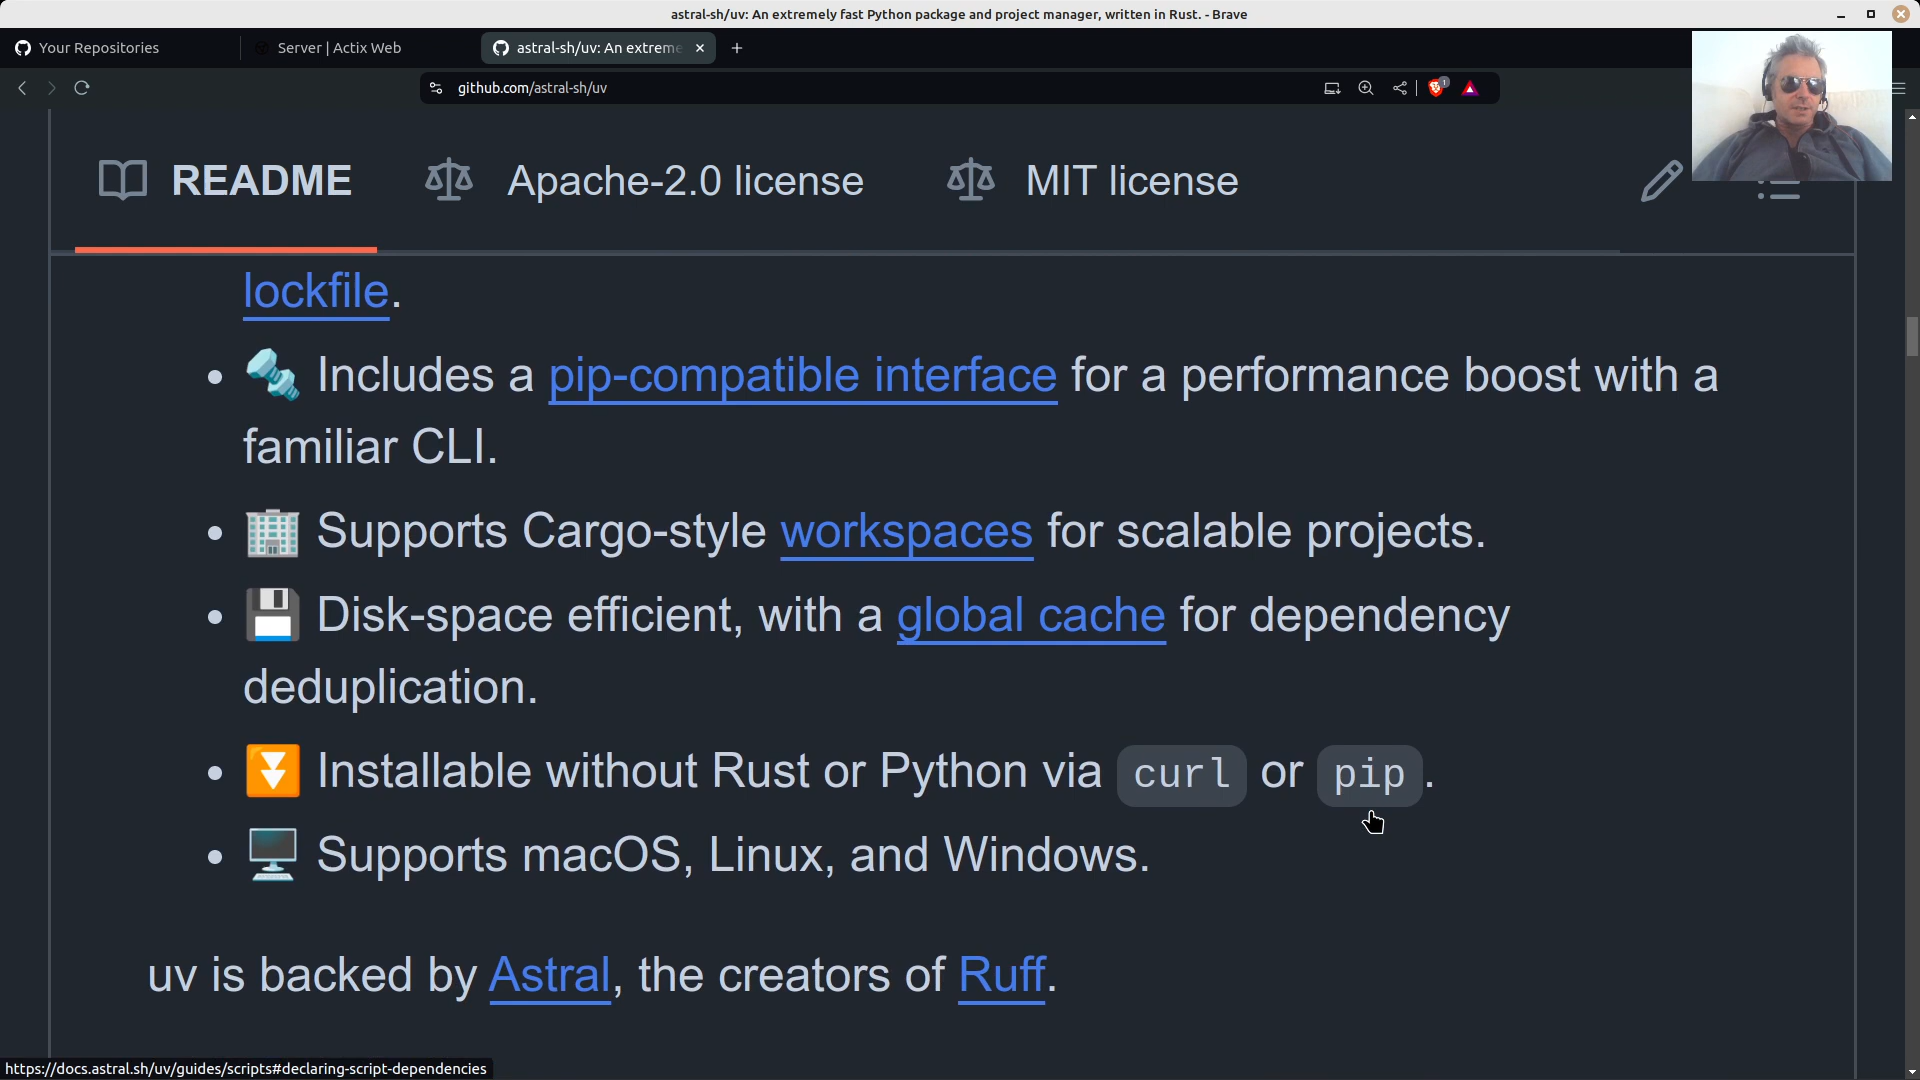 astral-sh/uv: An extremely fast Python package and project manager, written in Rust. - Brave
Your Repositories
Server | Actix Web
astral-sh/uv: An extreme
github.com/astral-sh/uv
1
README
Apache-2.0 license
MIT license
lockfile.
Includes a pip-compatible interface for a performance boost with a
familiar CLI.
Supports Cargo-style workspaces for scalable projects.
Disk-space efficient, with a global cache for dependency
deduplication.
Installable without Rust or Python via curl or pip.
Supports macOS, Linux, and Windows.
uv is backed by Astral, the creators of Ruff.
https://docs.astral.sh/uv/guides/scripts#declaring-script-dependencies